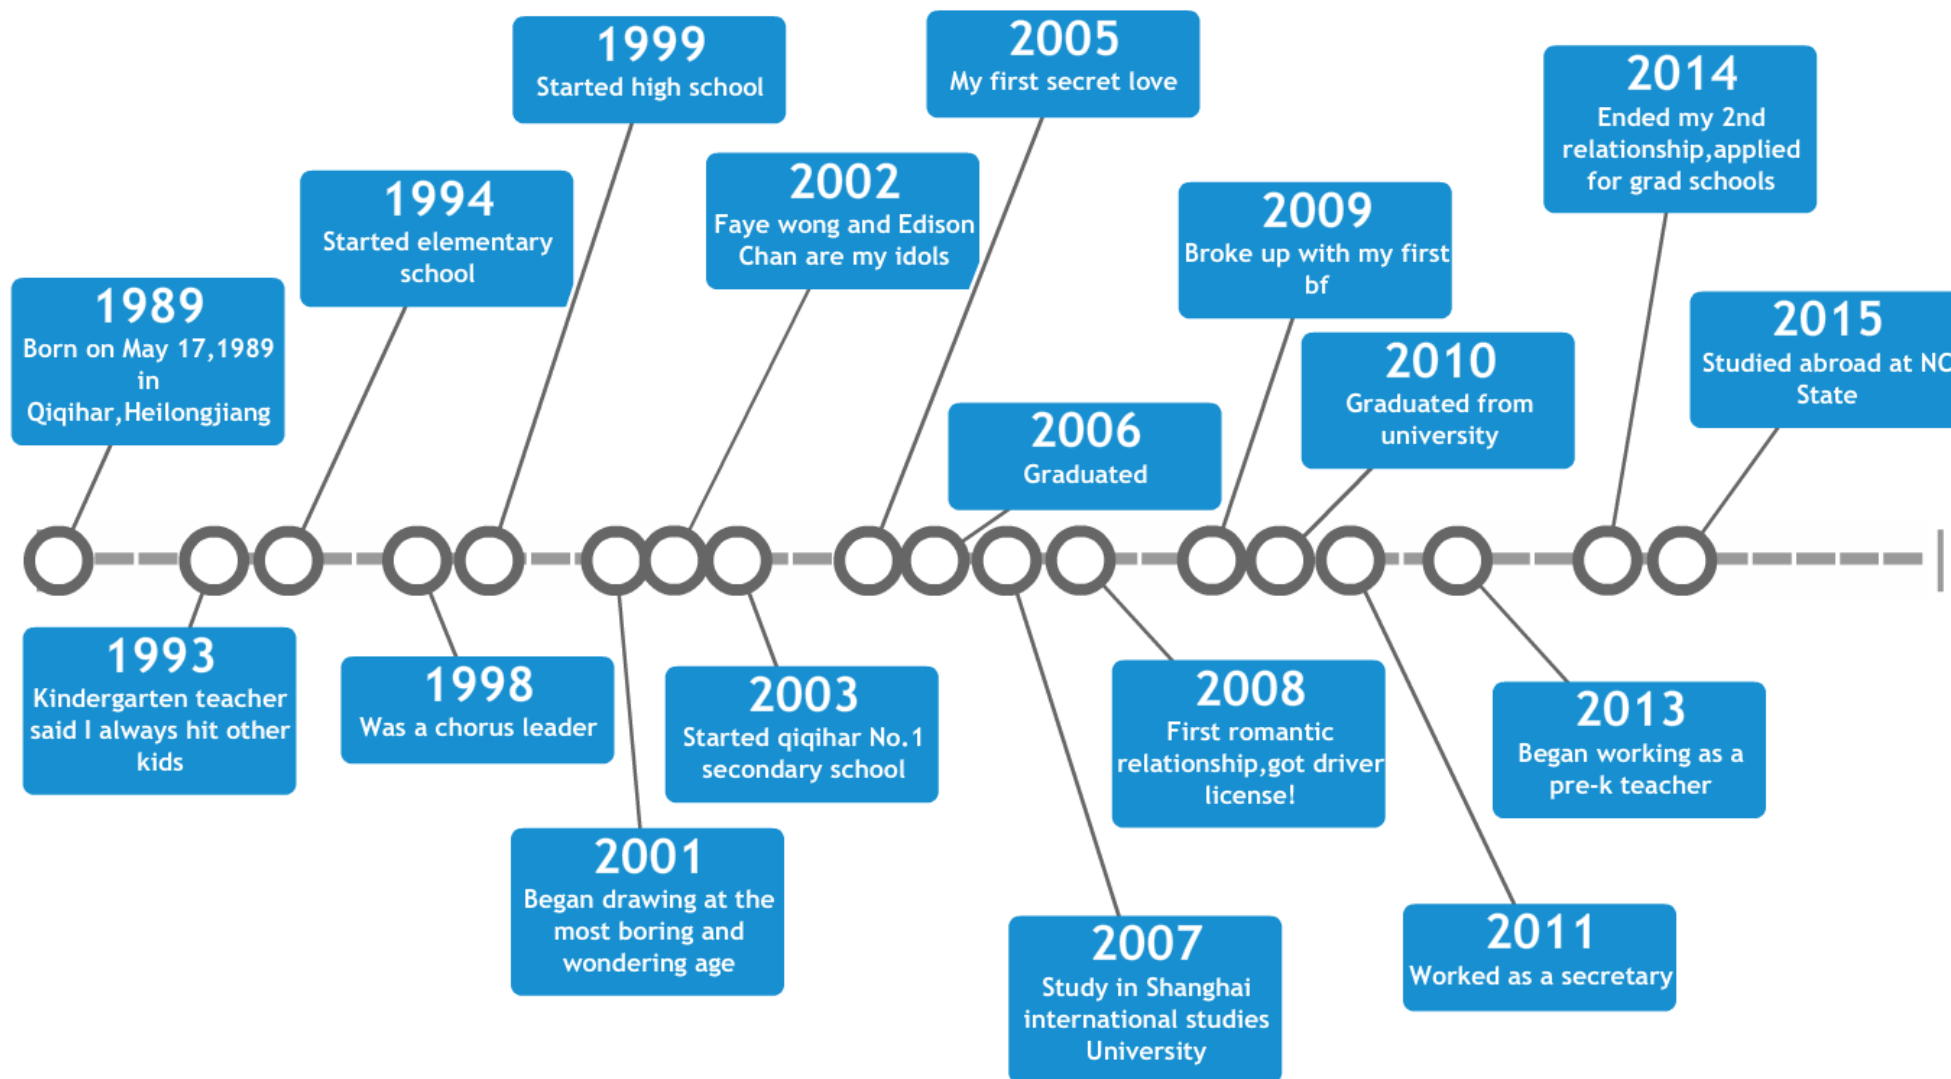 1989
Born on May 17,1989
in
Qiqihar,Heilongjiang
1993
Kindergarten teacher
said I always hit other
kids
1994
Started elementary
school
1998
Was a chorus leader
1999
Started high school
2001
Began drawing at the
most boring and
wondering age
2002
Faye wong and Edison
Chan are my idols
2003
Started qiqihar No.1
secondary school
2005
My first secret love
2006
Graduated
2007
Study in Shanghai
international studies
University
2008
First romantic
relationship,got driver
license!
2009
Broke up with my first
bf
2010
Graduated from
university
2011
Worked as a secretary
2013
Began working as a
pre-k teacher
2014
Ended my 2nd
relationship,applied
for grad schools
2015
Studied abroad at NC
State